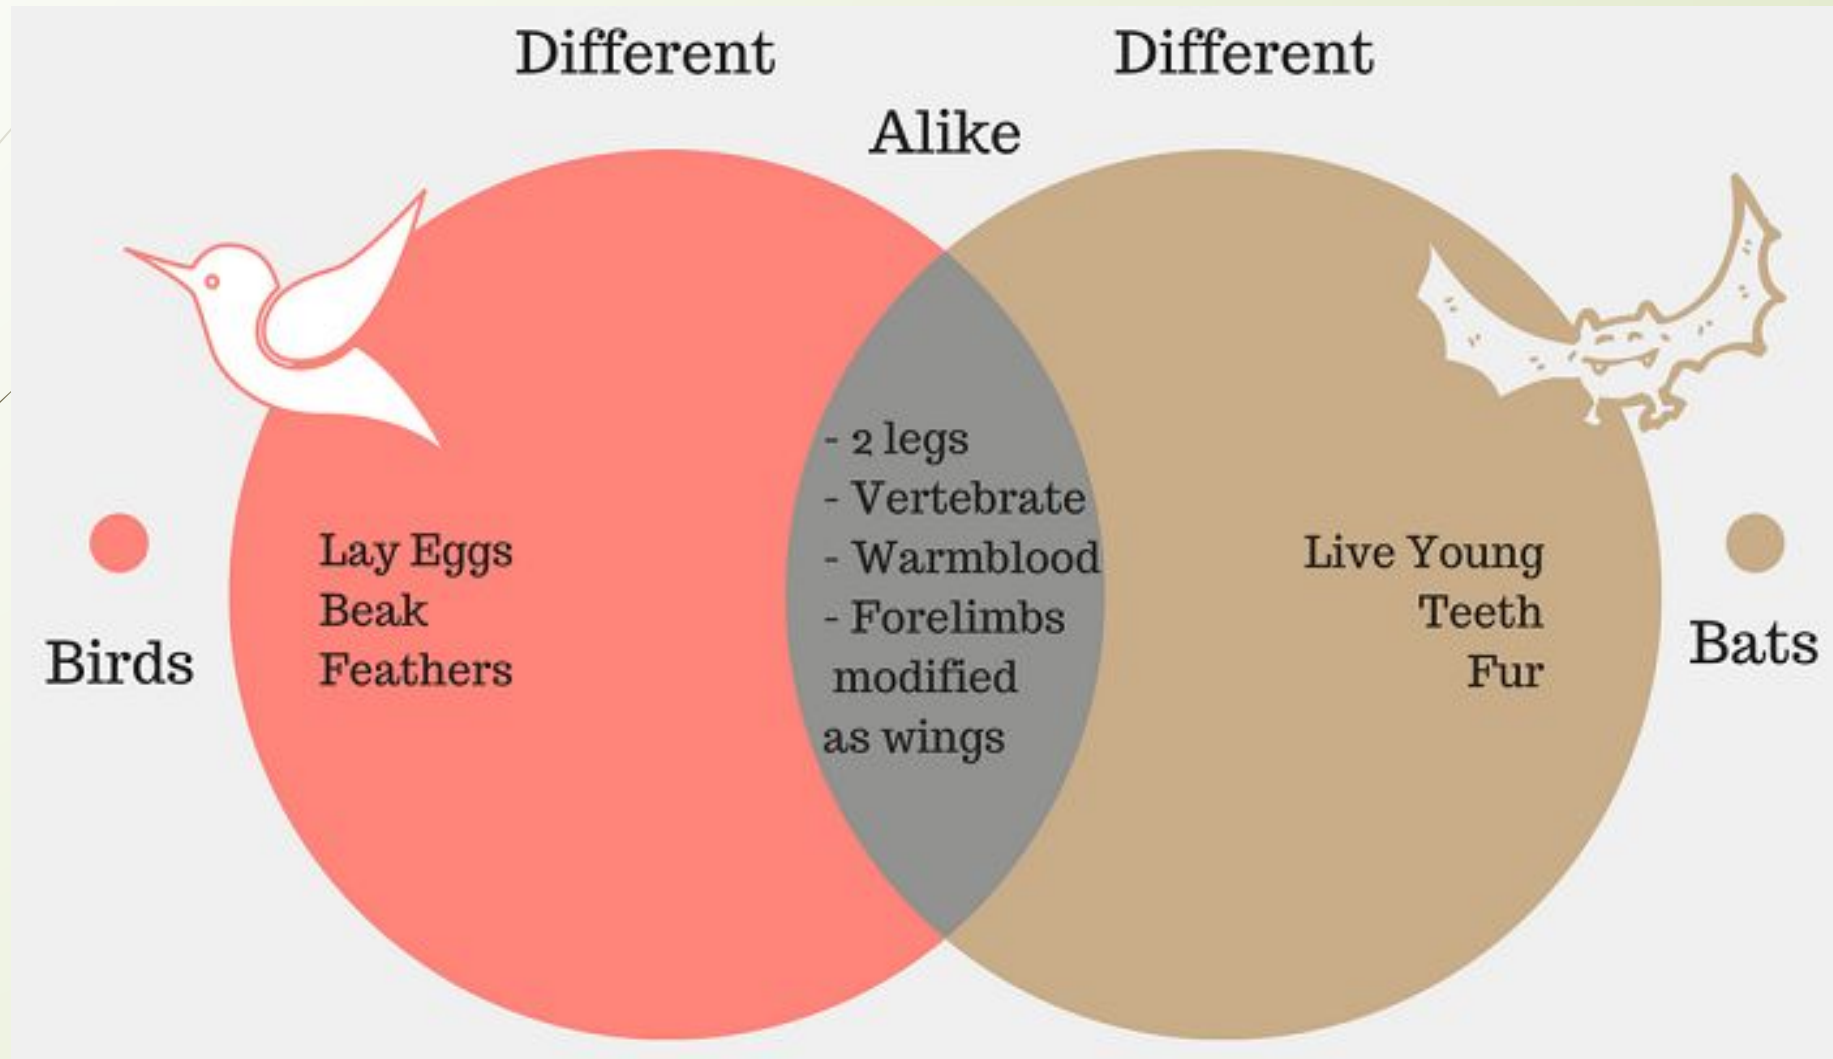 Different
Different
Alike
Birds
Lay Eggs
Beak
Feathers
- 2 legs
- Vertebrate
- Warmblood
- Forelimbs
modified
as wings
Live Young
Teeth
Fur
Bats